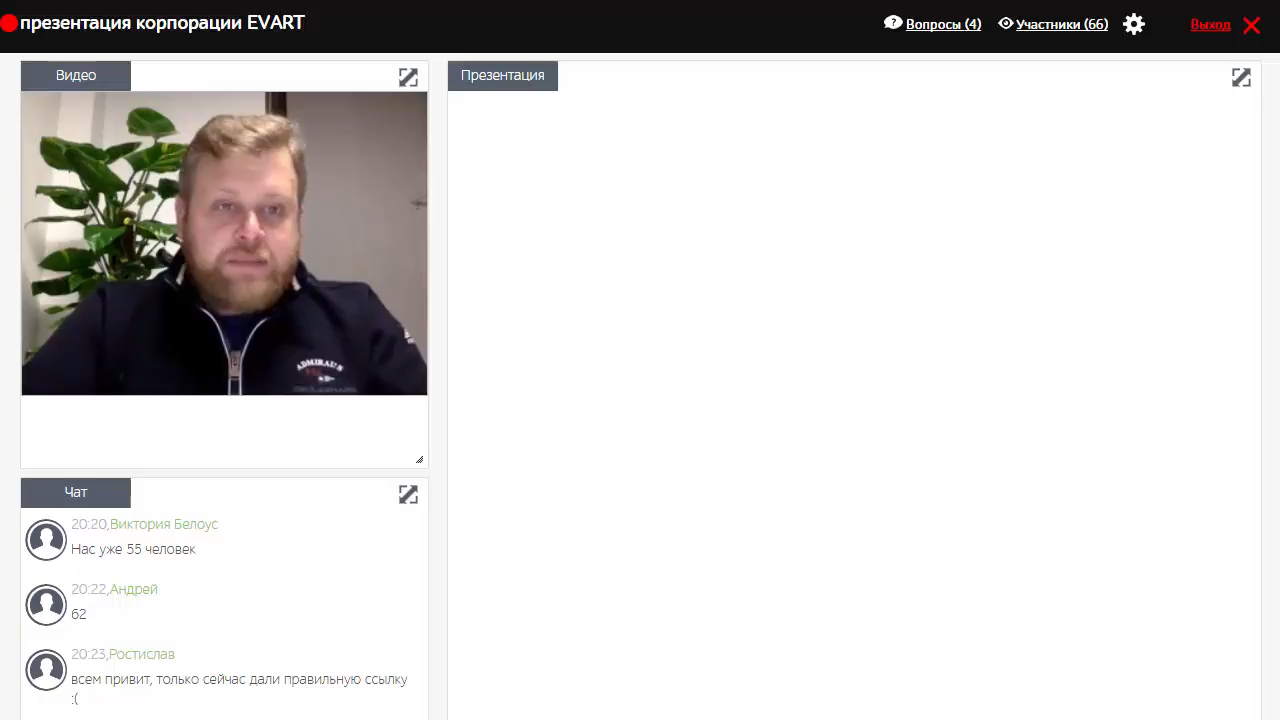 презентация корпорации EVART
Вопросы (4)
Участники (66)
Выход
Видео
Презентация
Чат
20:20,Виктория Белоус
Нас уже 55 человек
20:22,Андрей
62
20:23,Ростислав
всем привит, только сейчас дали правильную ссылку
:(